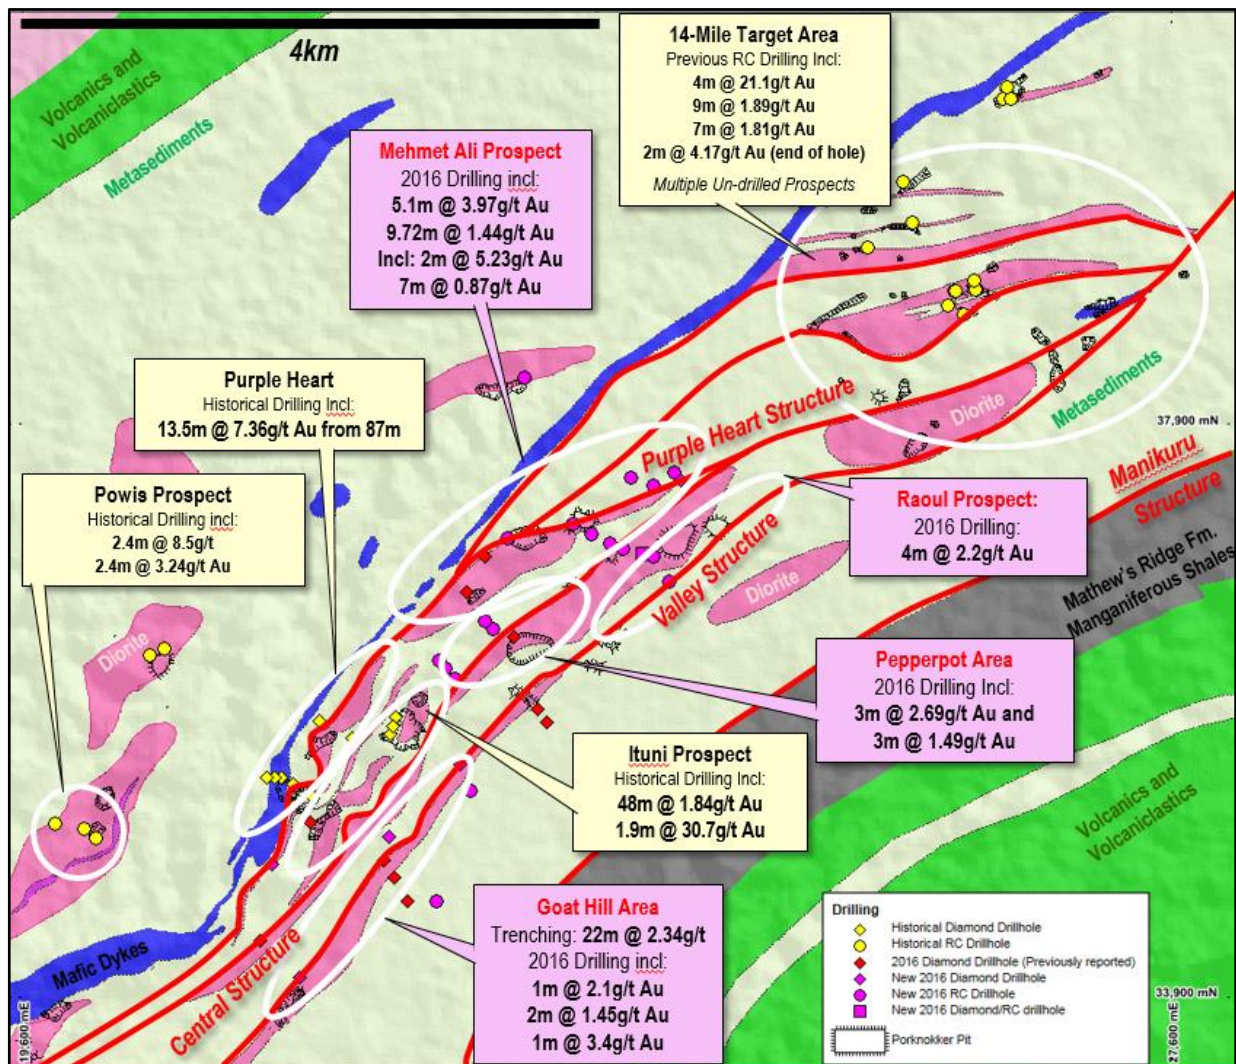 4km
Volcanics and
Volcaniclastics
Metasediments
14-Mile Target Area
Previous RC Drilling Incl:
4m @ 21.1g/t Au
9m @ 1.89g/t Au
7m @ 1.81g/t Au
2m @ 4.17g/t Au (end of hole)
Multiple Un-drilled Prospects
Mehmet Ali Prospect
2016 Drilling incl:
5.1m @ 3.97g/t Au
9.72m @ 1.44g/t Au
Incl: 2m @ 5.23g/t Au
7m @ 0.87g/t Au
Purple Heart
Historical Drilling Incl:
13.5m @ 7.36g/t Au from 87m
Powis Prospect
Historical Drilling incl:
2.4m @ 8.5g/t
2.4m @ 3.24g/t Au
Purple Heart Structure
Diorite
Metasediments
37,900 mN
Manikuru
Structure
Raoul Prospect:
2016 Drilling:
4m @ 2.2g/t Au
Valley Structure
Diorite
Mathew's Ridge Fm.
Manganiferous Shales
Diorite
Pepperpot Area
2016 Drilling Incl:
3m @ 2.69g/t Au and
3m @ 1.49g/t Au
Ituni Prospect
Historical Drilling Incl:
48m @ 1.84g/t Au
1.9m @ 30.7g/t Au
Volcanics and
Volcaniclastics
Goat Hill Area
Trenching: 22m @ 2.34g/t
2016 Drilling incl:
1m @ 2.1g/t Au
2m @ 1.45g/t Au
1m @ 3.4g/t Au
Mafic Dykes
Central Structure
19,600 mE
Drilling
Historical Diamond Drillhole
Historical RC Drillhole
2016 Diamond Drillhole (Previously reported)
New 2016 Diamond Drillhole
New 2016 RC Drillhole
New 2016 Diamond/RC drillhole
Porknokker Pit
33,900 mN
27,600 mE